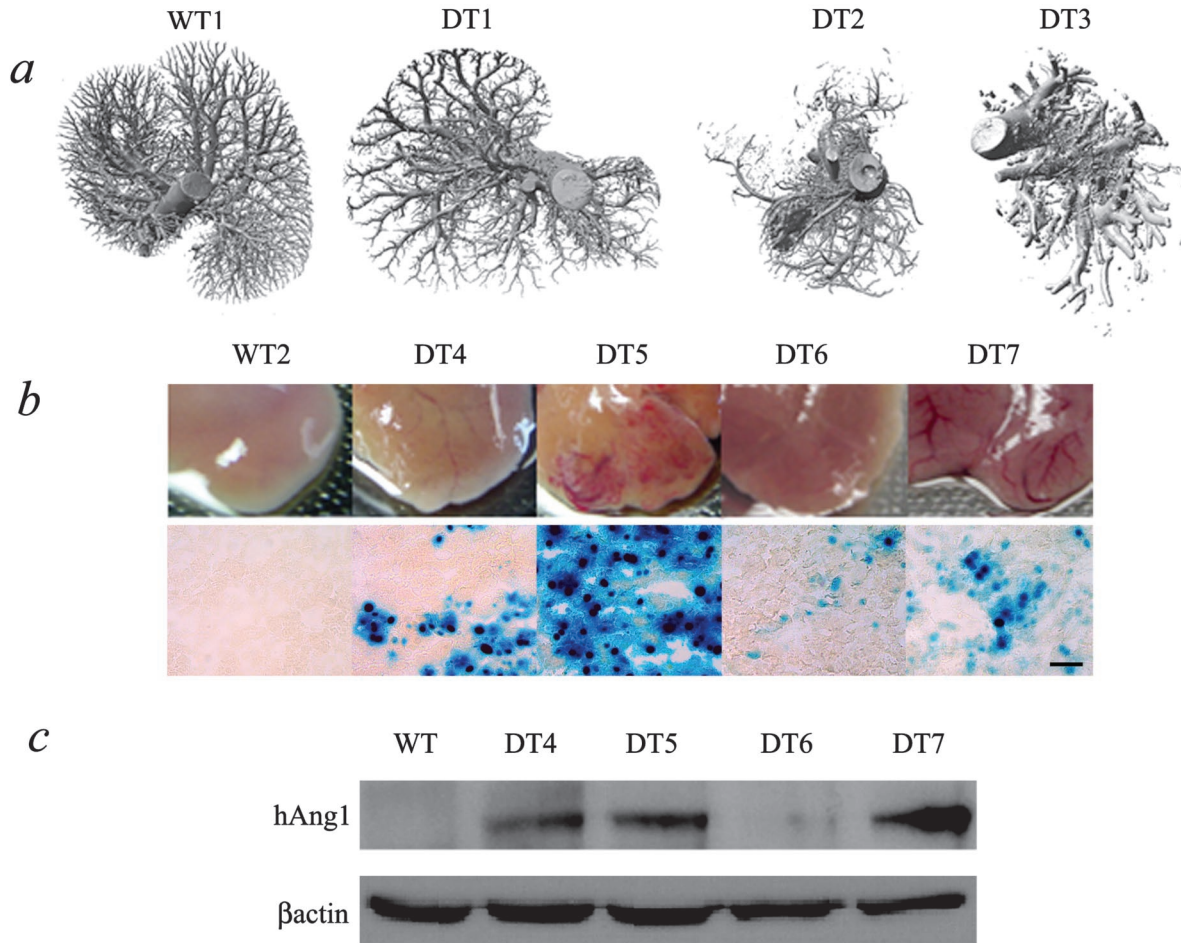 WT1 DT1 DT2 DT3
a
WT2 DT4 DT5 DT6 DT7
b
c
WT DT4 DT5 DT6 DT7
hAng1
βactin